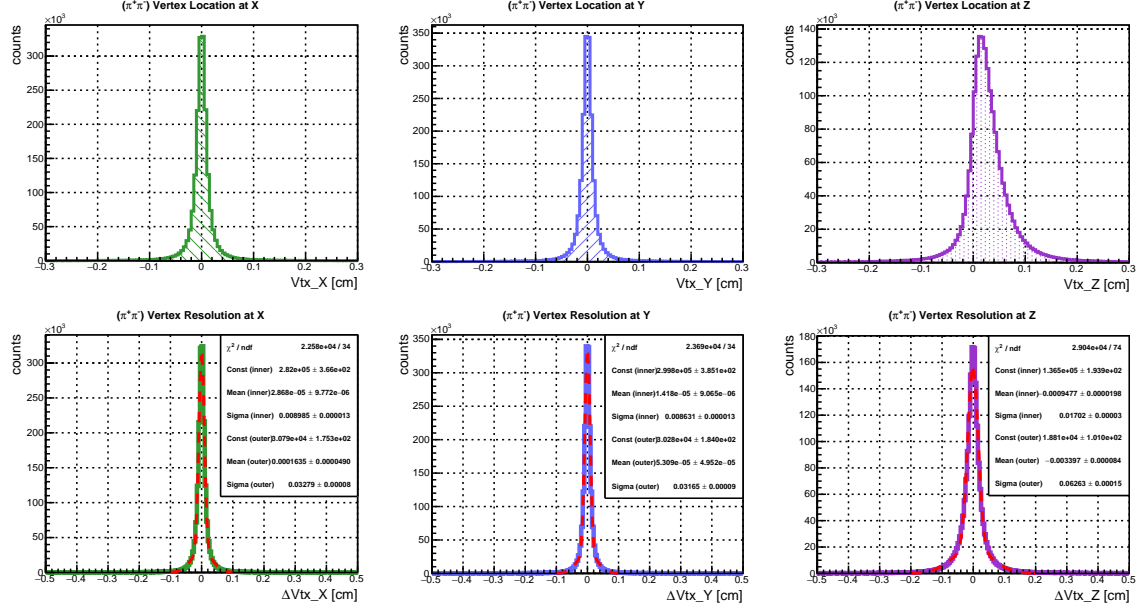 (π⁺π⁻) Vertex Location at X
×10³
counts
350
300
250
200
150
100
50
0
−0.3 −0.2 −0.1 0 0.1 0.2 0.3
Vtx_X [cm]
(π⁺π⁻) Vertex Location at Y
×10³
counts
350
300
250
200
150
100
50
0
−0.3 −0.2 −0.1 0 0.1 0.2 0.3
Vtx_Y [cm]
(π⁺π⁻) Vertex Location at Z
×10³
counts
140
120
100
80
60
40
20
0
−0.3 −0.2 −0.1 0 0.1 0.2 0.3
Vtx_Z [cm]
(π⁺π⁻) Vertex Resolution at X
×10³
300
250
200
150
100
50
0
−0.5 −0.4 −0.3 −0.2 −0.1 0 0.1 0.2 0.3 0.4 0.5
ΔVtx_X [cm]
χ² / ndf 2.258e+04 / 34
Const (inner) 2.82e+05 ± 3.66e+02
Mean (inner) 2.868e−05 ± 9.772e−06
Sigma (inner) 0.008985 ± 0.000013
Const (outer) 3.079e+04 ± 1.753e+02
Mean (outer) 0.0001635 ± 0.0000490
Sigma (outer) 0.03279 ± 0.00008
(π⁺π⁻) Vertex Resolution at Y
×10³
350
300
250
200
150
100
50
0
−0.5 −0.4 −0.3 −0.2 −0.1 0 0.1 0.2 0.3 0.4 0.5
ΔVtx_Y [cm]
χ² / ndf 2.369e+04 / 34
Const (inner) 2.998e+05 ± 3.851e+02
Mean (inner) 1.418e−05 ± 9.065e−06
Sigma (inner) 0.008631 ± 0.000013
Const (outer) 3.028e+04 ± 1.840e+02
Mean (outer) 5.309e−05 ± 4.952e−05
Sigma (outer) 0.03165 ± 0.00009
(π⁺π⁻) Vertex Resolution at Z
×10³
180
160
140
120
100
80
60
40
20
0
−0.5 −0.4 −0.3 −0.2 −0.1 0 0.1 0.2 0.3 0.4 0.5
ΔVtx_Z [cm]
χ² / ndf 2.904e+04 / 74
Const (inner) 1.365e+05 ± 1.939e+02
Mean (inner) −0.0009477 ± 0.0000198
Sigma (inner) 0.01702 ± 0.00003
Const (outer) 1.881e+04 ± 1.010e+02
Mean (outer) −0.003397 ± 0.000084
Sigma (outer) 0.06263 ± 0.00015